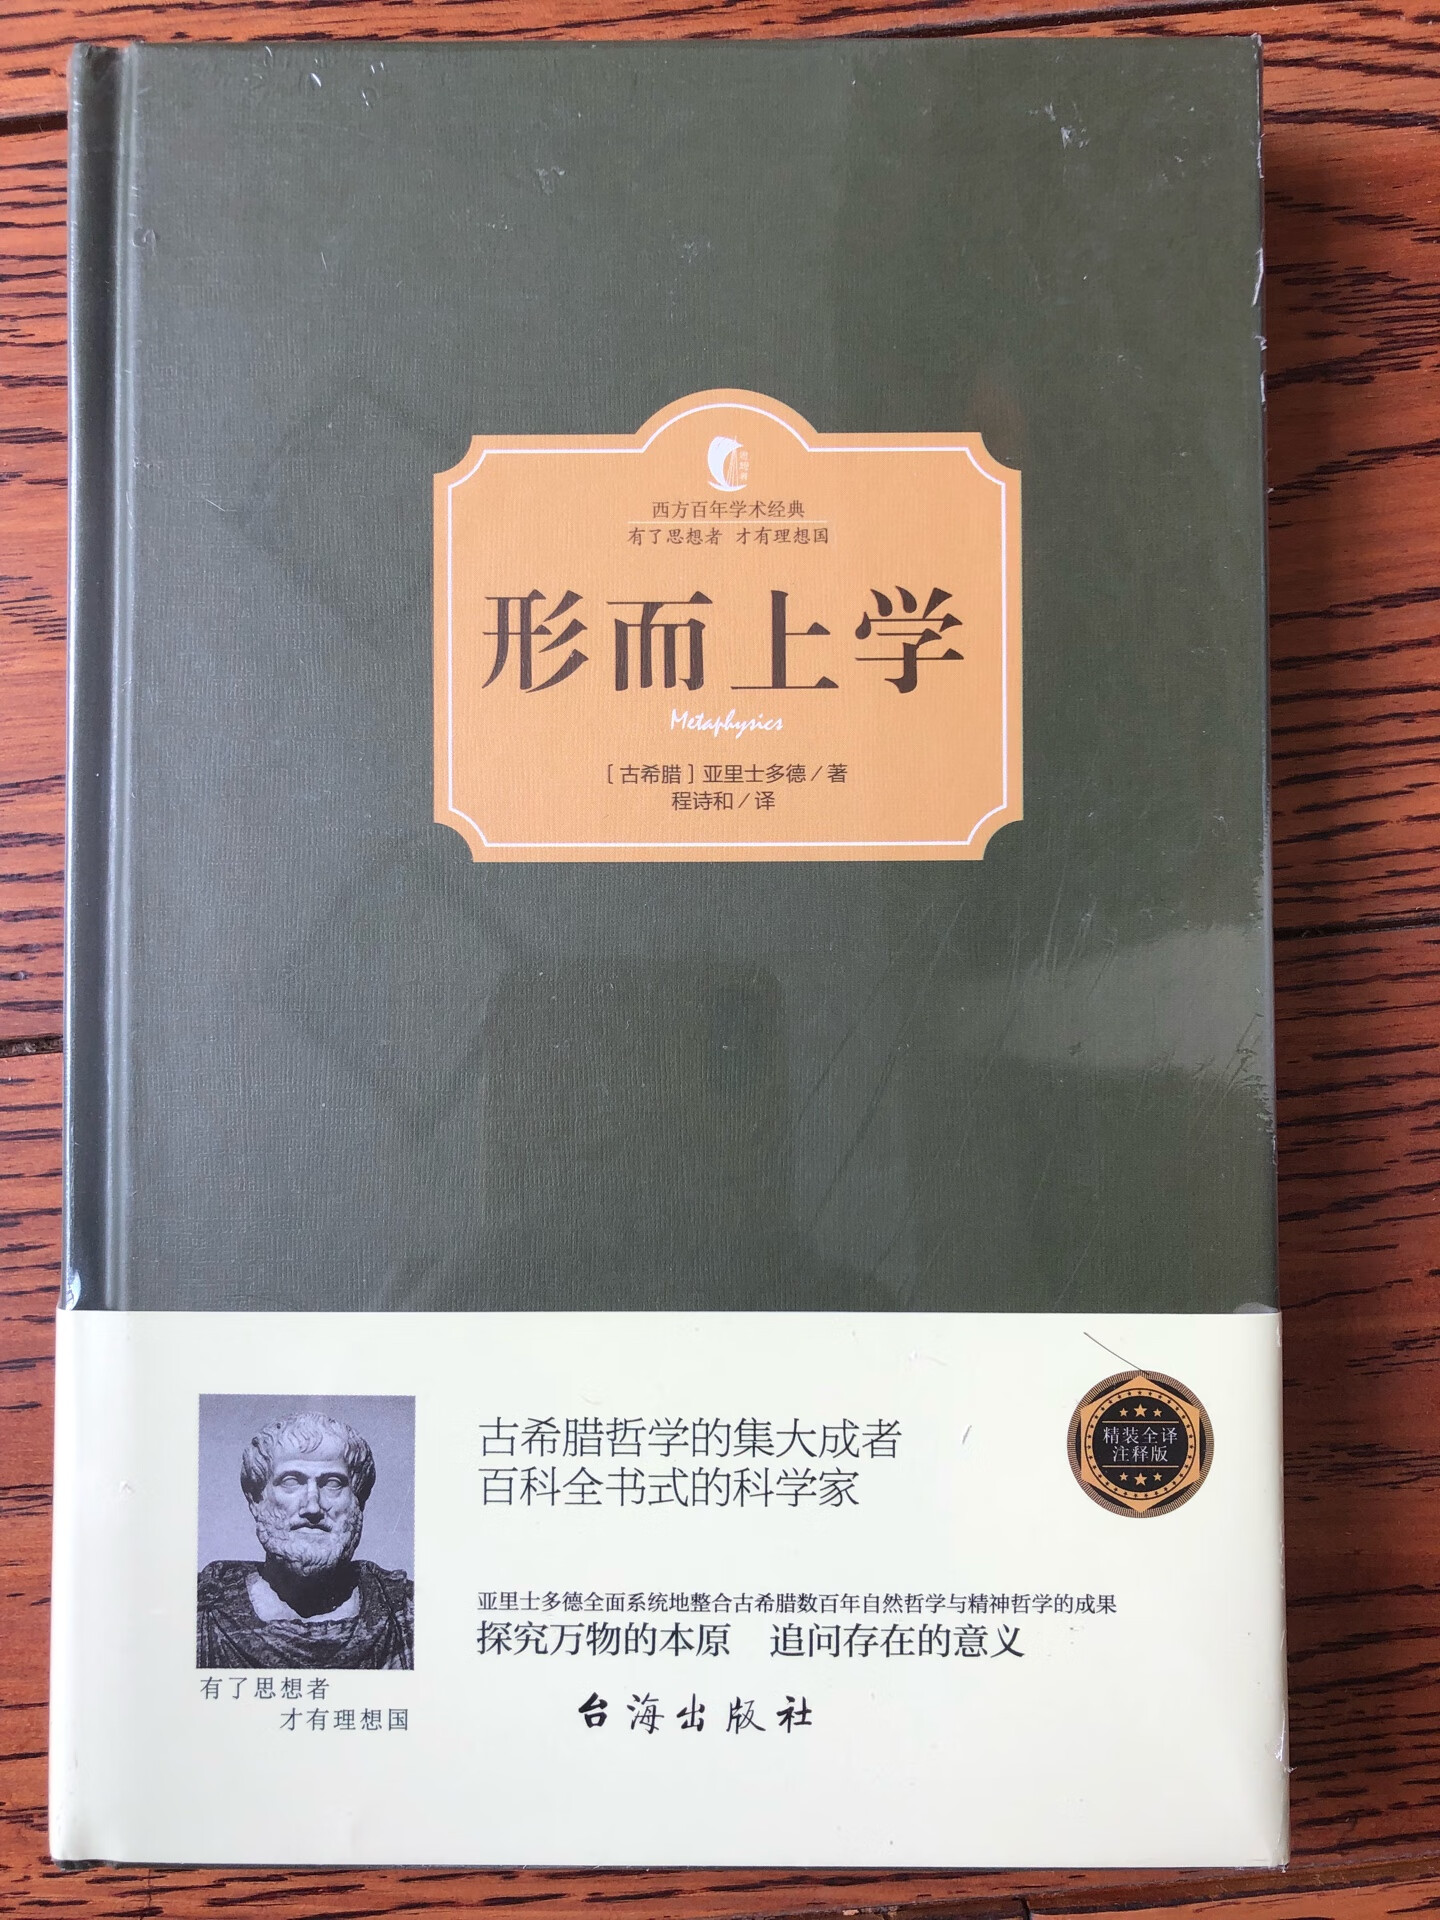 西方百年学术经典
有了思想者 才有理想国
形而上学
Metaphysics
[古希腊] 亚里士多德/著
程诗和/译
古希腊哲学的集大成者
百科全书式的科学家
精装全译
注释版
亚里士多德全面系统地整合古希腊数百年自然哲学与精神哲学的成果
探究万物的本原 追问存在的意义
有了思想者
才有理想国
台海出版社